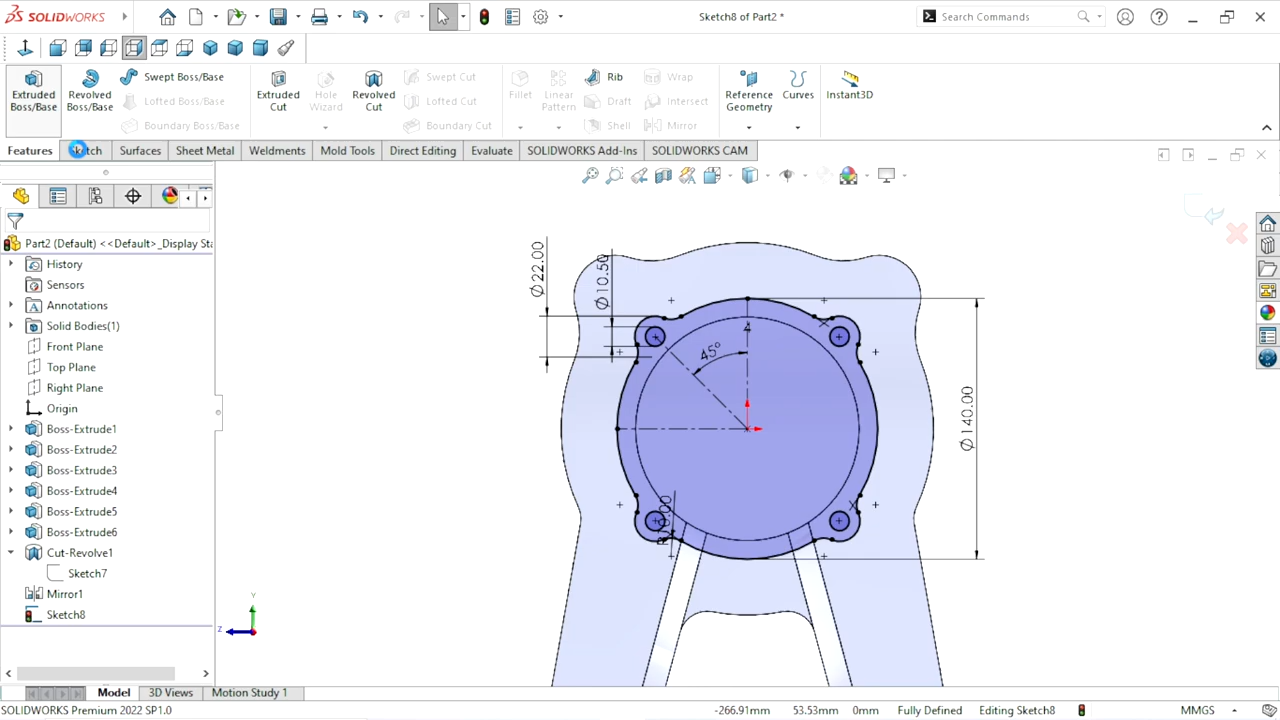 SOLIDWORKS
Sketch8 of Part2 *
Search Commands
Extruded Boss/Base
Revolved Boss/Base
Swept Boss/Base
Lofted Boss/Base
Boundary Boss/Base
Extruded Cut
Hole Wizard
Revolved Cut
Swept Cut
Lofted Cut
Boundary Cut
Fillet
Linear Pattern
Rib
Draft
Shell
Wrap
Intersect
Mirror
Reference Geometry
Curves
Instant3D
Features
Sketch
Surfaces
Sheet Metal
Weldments
Mold Tools
Direct Editing
Evaluate
SOLIDWORKS Add-Ins
SOLIDWORKS CAM
Part2 (Default) <<Default>_Display Sta
History
Sensors
Annotations
Solid Bodies(1)
Front Plane
Top Plane
Right Plane
Origin
Boss-Extrude1
Boss-Extrude2
Boss-Extrude3
Boss-Extrude4
Boss-Extrude5
Boss-Extrude6
Cut-Revolve1
Sketch7
Mirror1
Sketch8
∅22.00
∅10.50
4
45°
∅140.00
Y
Z
Model
3D Views
Motion Study 1
SOLIDWORKS Premium 2022 SP1.0
-266.91mm
53.53mm
0mm
Fully Defined
Editing Sketch8
MMGS